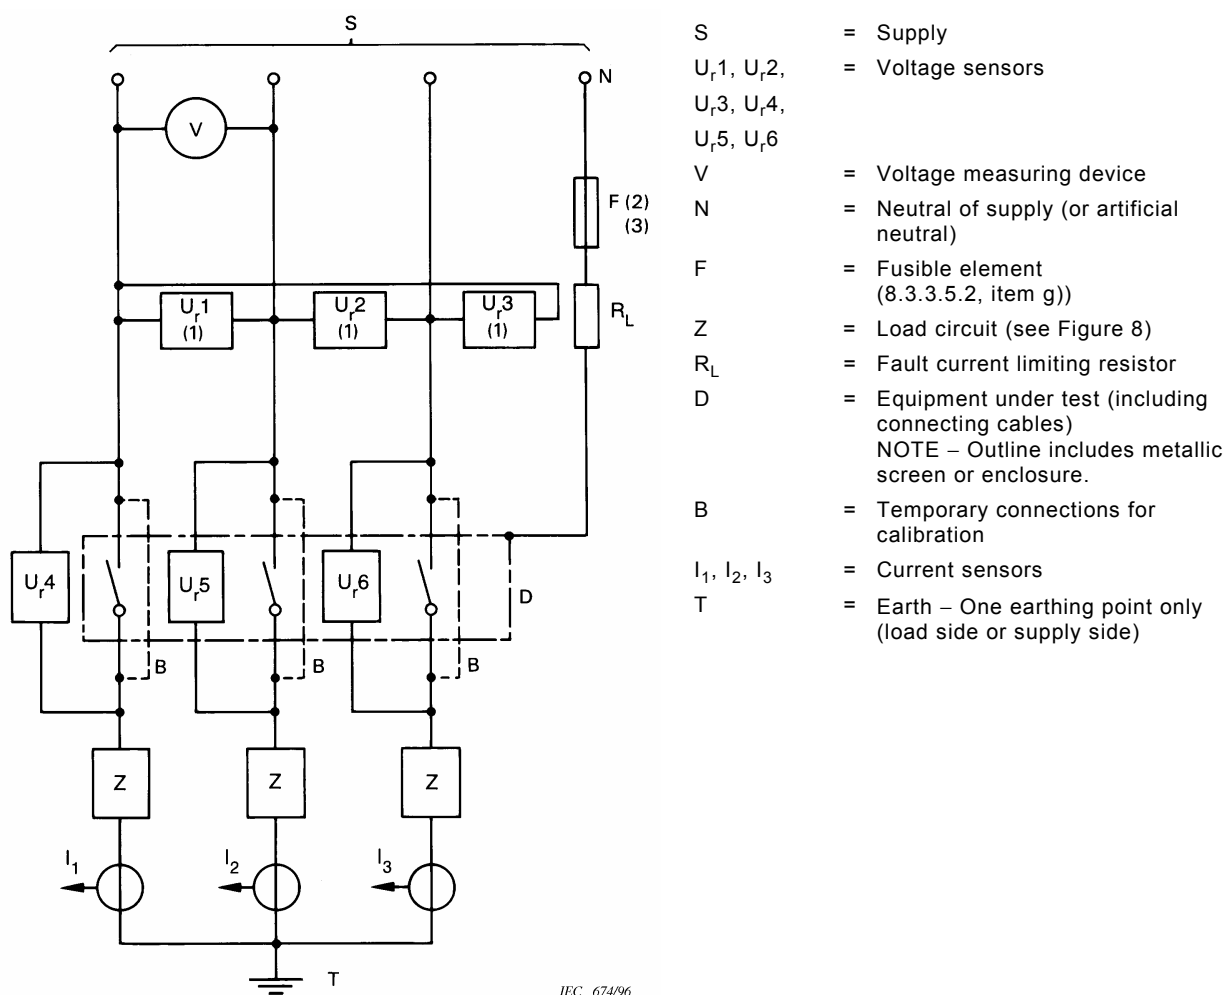 S
N
V
F (2)
(3)
Ur1
(1)
Ur2
(1)
Ur3
(1)
RL
Ur4
Ur5
Ur6
D
B
B
B
Z
Z
Z
I1
I2
I3
T
IEC 674/96
S = Supply
Ur1, Ur2, = Voltage sensors
Ur3, Ur4,
Ur5, Ur6
V = Voltage measuring device
N = Neutral of supply (or artificial
neutral)
F = Fusible element
(8.3.3.5.2, item g))
Z = Load circuit (see Figure 8)
RL = Fault current limiting resistor
D = Equipment under test (including
connecting cables)
NOTE – Outline includes metallic
screen or enclosure.
B = Temporary connections for
calibration
I1, I2, I3 = Current sensors
T = Earth – One earthing point only
(load side or supply side)